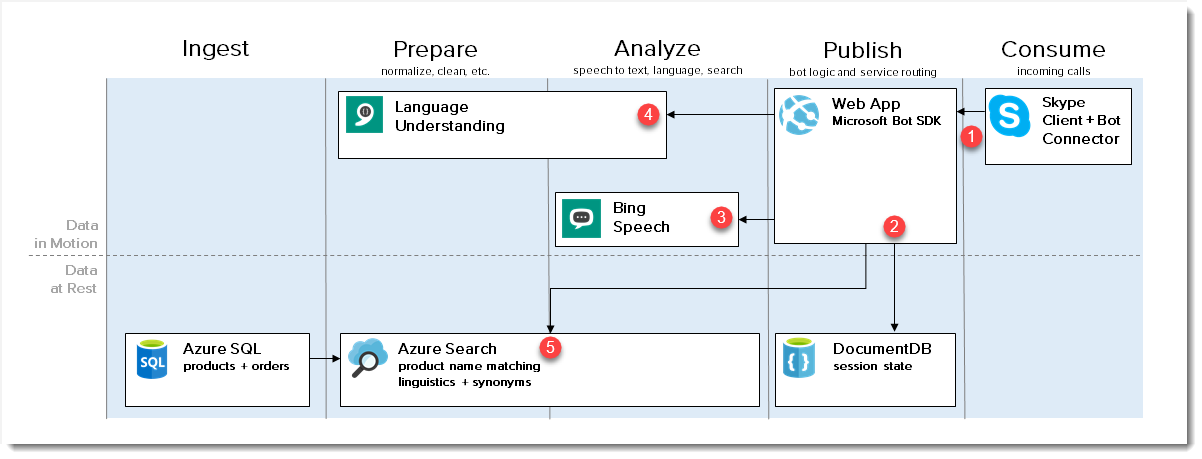 Ingest
Prepare
normalize, clean, etc.
Analyze
speech to text, language, search
Publish
bot logic and service routing
Consume
incoming calls
Language
Understanding
4
Web App
Microsoft Bot SDK
1
Skype
Client + Bot
Connector
Bing
Speech
3
2
Data
in Motion
Data
at Rest
SQL
Azure SQL
products + orders
Azure Search
product name matching
linguistics + synonyms
5
{ }
DocumentDB
session state